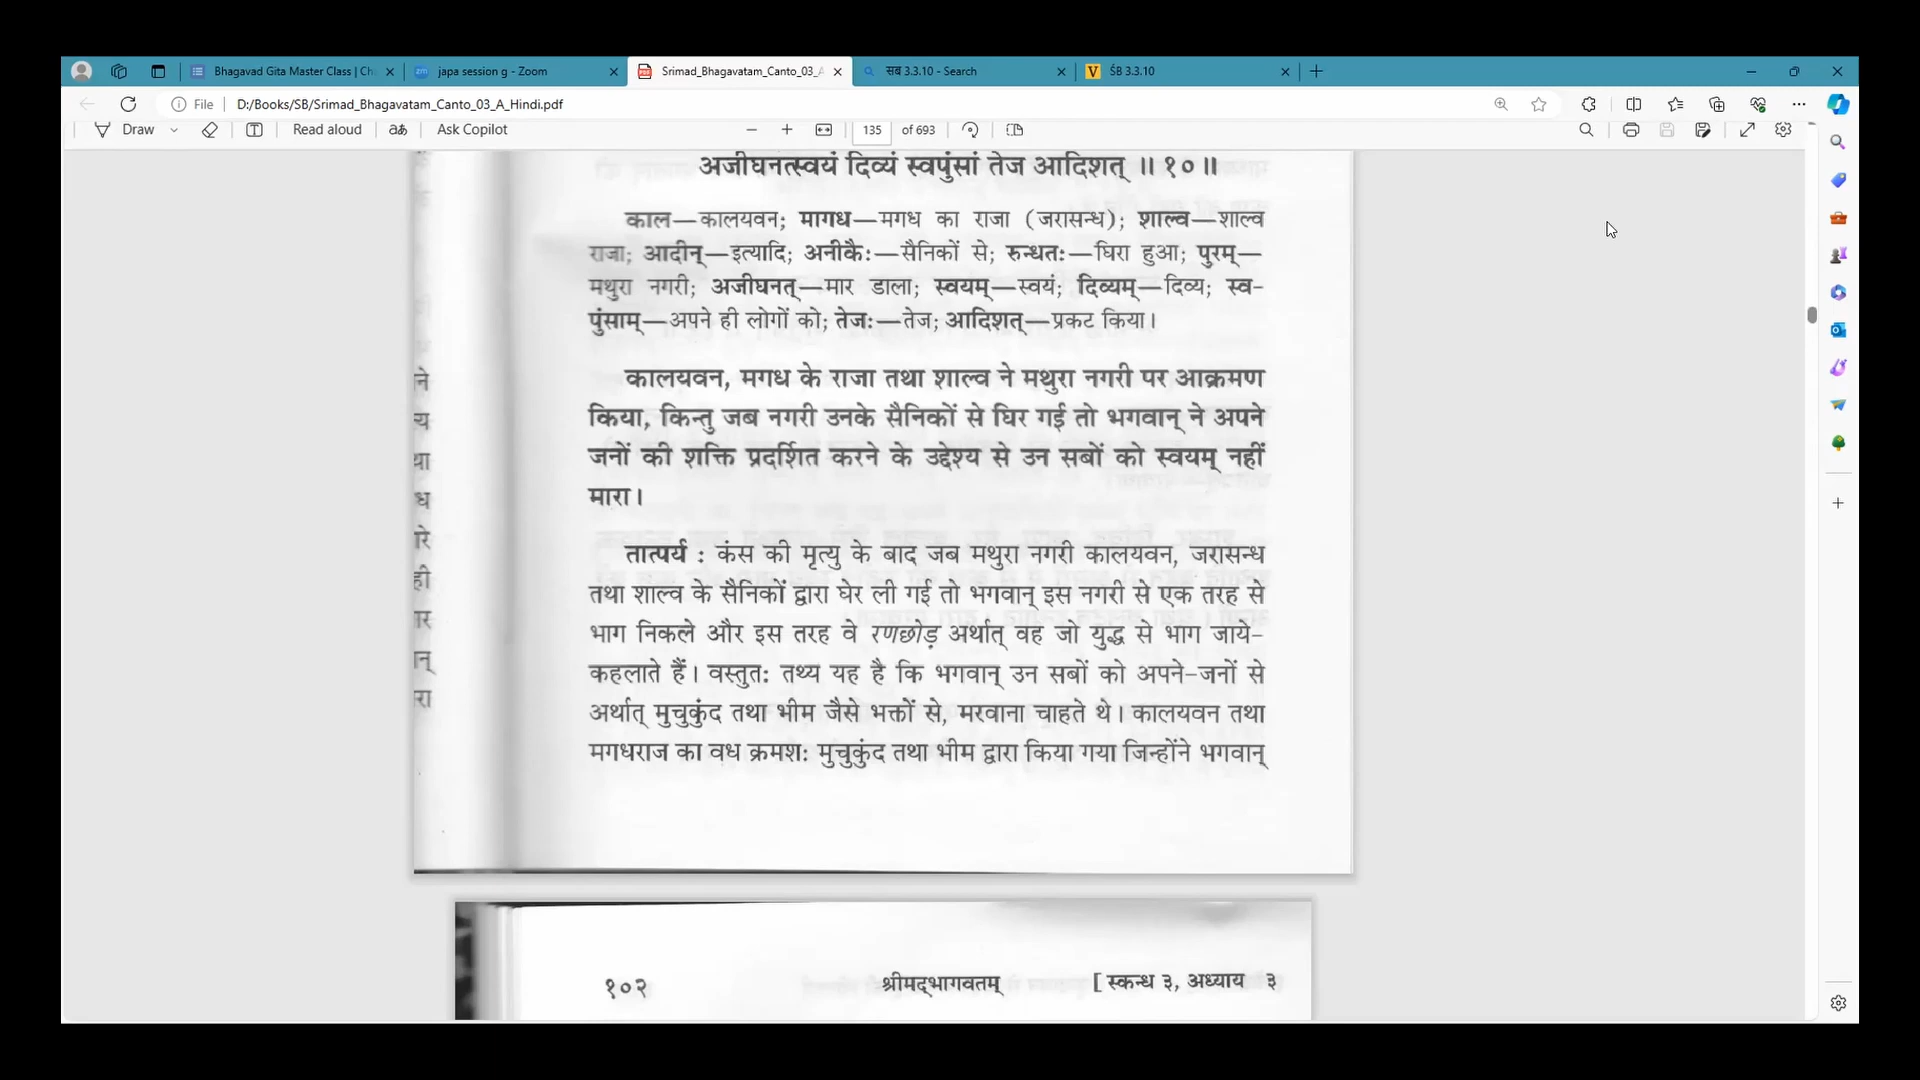 Bhagavad Gita Master Class | Ch
japa session g - Zoom
Srimad_Bhagavatam_Canto_03_A
सब 3.3.10 - Search
ŚB 3.3.10
File
D:/Books/SB/Srimad_Bhagavatam_Canto_03_A_Hindi.pdf
Draw
Read aloud
Ask Copilot
135 of 693
अजीघनत्स्वयं दिव्यं स्वपुंसां तेज आदिशत् ॥ १० ॥
काल—कालयवन; मागध—मगध का राजा (जरासन्ध); शाल्व—शाल्व
राजा; आदीन्—इत्यादि; अनीकैः—सैनिकों से; रुन्धतः—घिरा हुआ; पुरम्—
मथुरा नगरी; अजीघनत्—मार डाला; स्वयम्—स्वयं; दिव्यम्—दिव्य; स्व-
पुंसाम्—अपने ही लोगों को; तेजः—तेज; आदिशत्—प्रकट किया।
कालयवन, मगध के राजा तथा शाल्व ने मथुरा नगरी पर आक्रमण
किया, किन्तु जब नगरी उनके सैनिकों से घिर गई तो भगवान् ने अपने
जनों की शक्ति प्रदर्शित करने के उद्देश्य से उन सबों को स्वयम् नहीं
मारा।
तात्पर्य : कंस की मृत्यु के बाद जब मथुरा नगरी कालयवन, जरासन्ध
तथा शाल्व के सैनिकों द्वारा घेर ली गई तो भगवान् इस नगरी से एक तरह से
भाग निकले और इस तरह वे रणछोड़ अर्थात् वह जो युद्ध से भाग जाये-
कहलाते हैं। वस्तुतः तथ्य यह है कि भगवान् उन सबों को अपने-जनों से
अर्थात् मुचुकुंद तथा भीम जैसे भक्तों से, मरवाना चाहते थे। कालयवन तथा
मगधराज का वध क्रमशः मुचुकुंद तथा भीम द्वारा किया गया जिन्होंने भगवान्
१०२
श्रीमद्भागवतम्
[ स्कन्ध ३, अध्याय ३